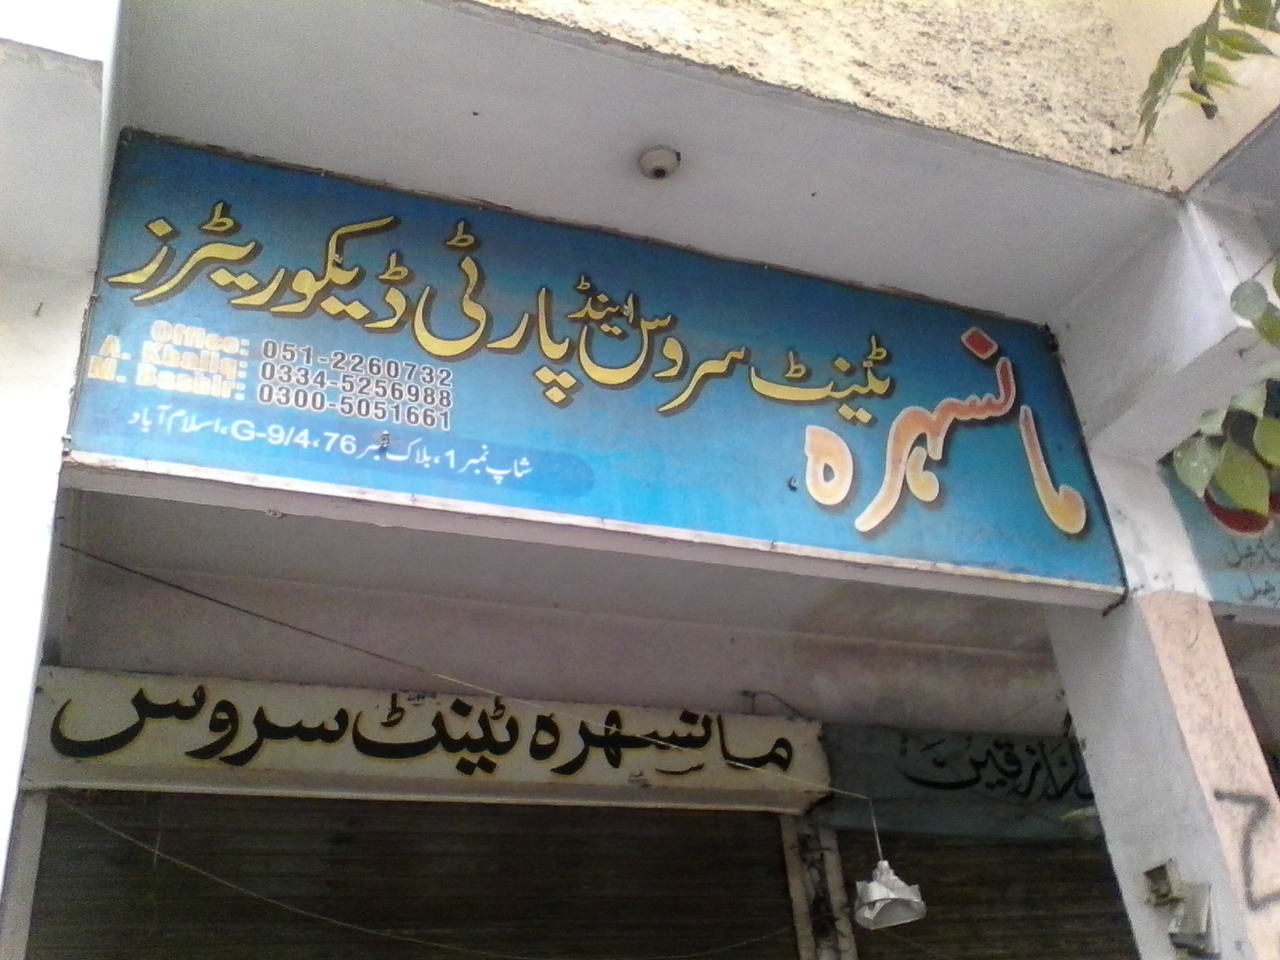 مانسہرہ ٹینٹ سروس اینڈ پارٹی ڈیکوریٹرز
Office: 051-2260732
A. Khaliq: 0334-5256988
M. Bashir: 0300-5051661
شاپ نمبر 1، بلاک نمبر 76، G-9/4، اسلام آباد
مانسہرہ ٹینٹ سروس